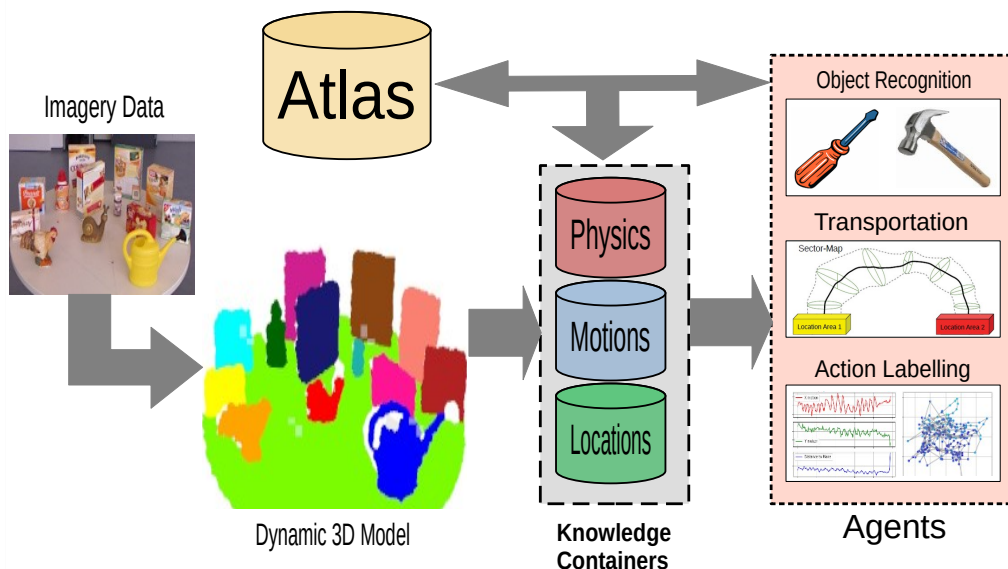 Atlas
Imagery Data
Object Recognition
Physics
Motions
Locations
Transportation
Sector-Map
Location Area 1
Location Area 2
Action Labelling
Dynamic 3D Model
Knowledge
Containers
Agents